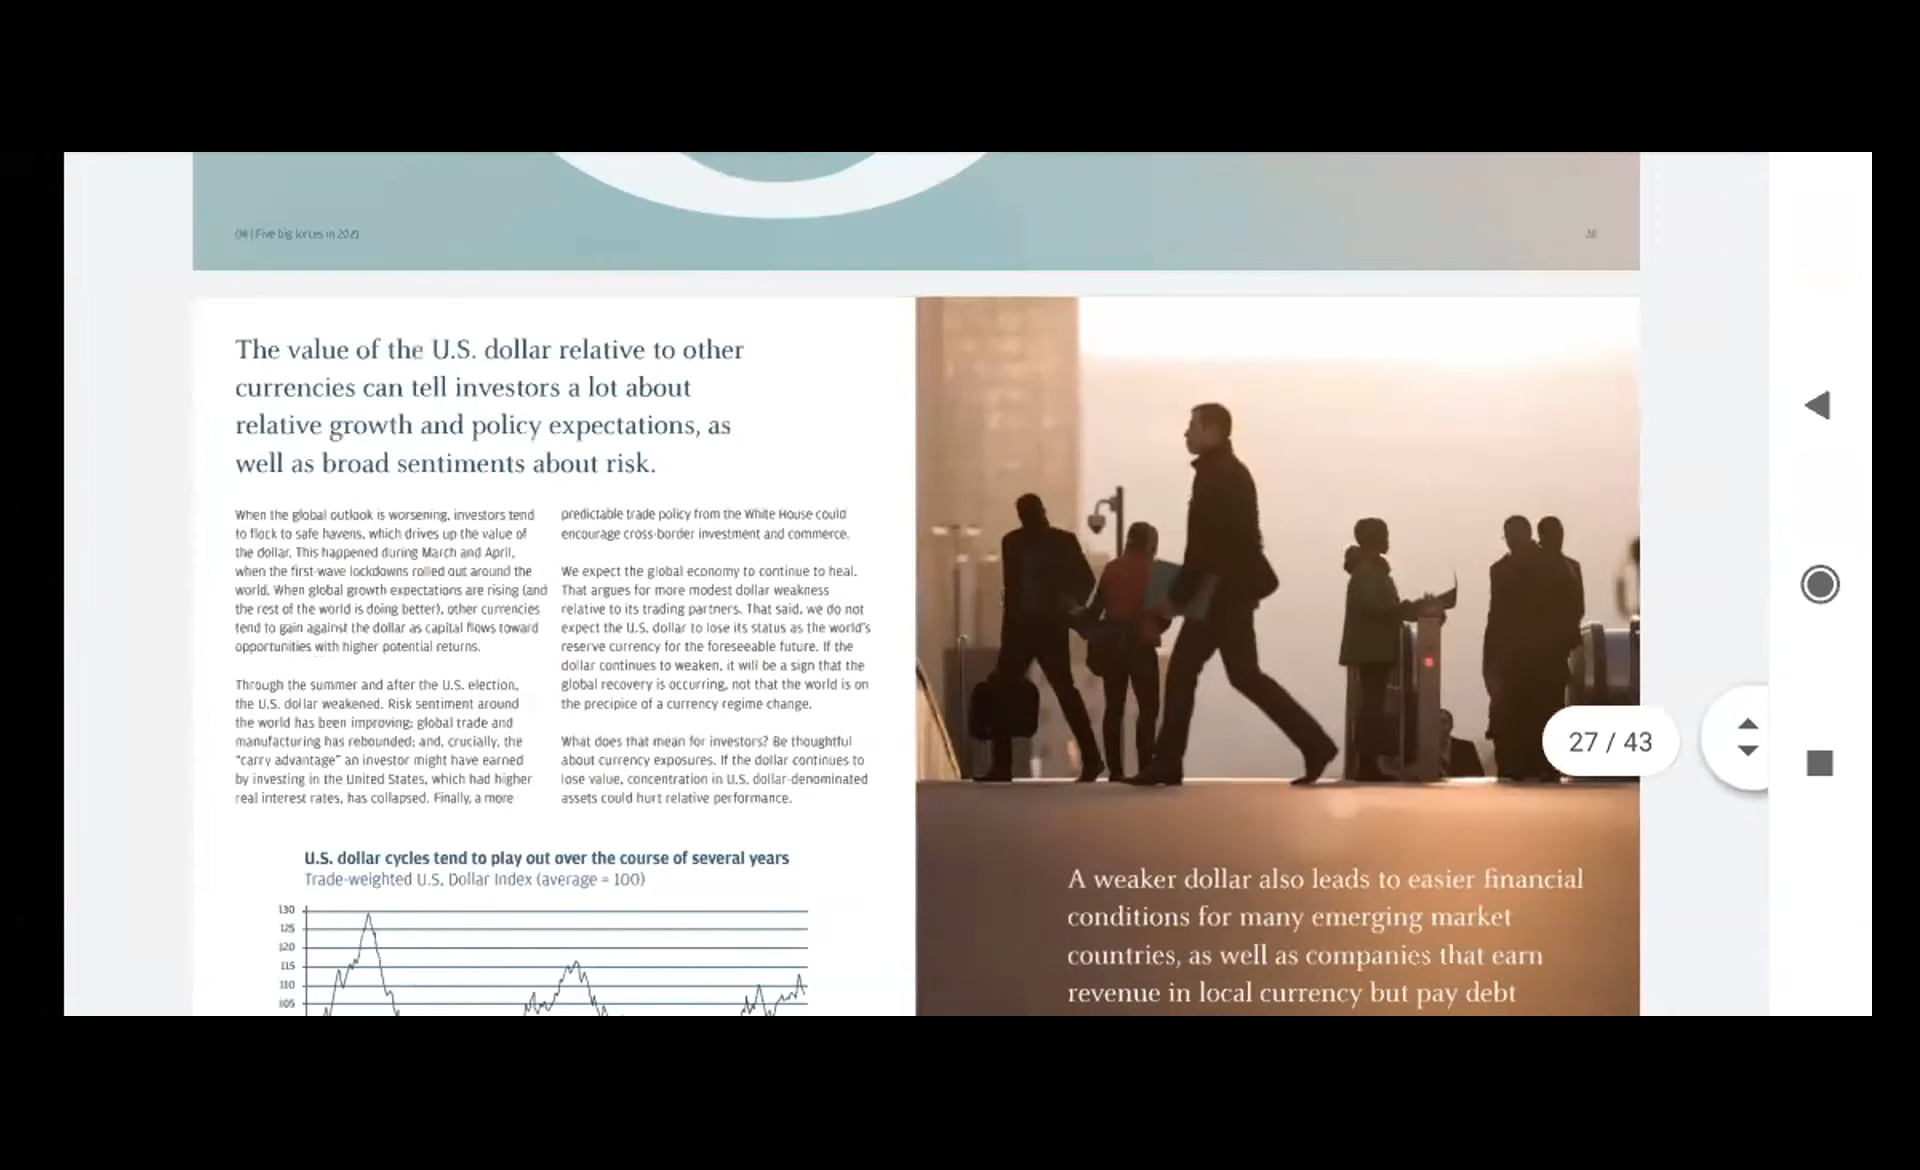 04 | Five big forces in 2021
The value of the U.S. dollar relative to other
currencies can tell investors a lot about
relative growth and policy expectations, as
well as broad sentiments about risk.
When the global outlook is worsening, investors tend
to flock to safe havens, which drives up the value of
the dollar. This happened during March and April,
when the first-wave lockdowns rolled out around the
world. When global growth expectations are rising (and
the rest of the world is doing better), other currencies
tend to gain against the dollar as capital flows toward
opportunities with higher potential returns.
Through the summer and after the U.S. election,
the U.S. dollar weakened. Risk sentiment around
the world has been improving; global trade and
manufacturing has rebounded; and, crucially, the
“carry advantage” an investor might have earned
by investing in the United States, which had higher
real interest rates, has collapsed. Finally, a more
predictable trade policy from the White House could
encourage cross-border investment and commerce.
We expect the global economy to continue to heal.
That argues for more modest dollar weakness
relative to its trading partners. That said, we do not
expect the U.S. dollar to lose its status as the world’s
reserve currency for the foreseeable future. If the
dollar continues to weaken, it will be a sign that the
global recovery is occurring, not that the world is on
the precipice of a currency regime change.
What does that mean for investors? Be thoughtful
about currency exposures. If the dollar continues to
lose value, concentration in U.S. dollar-denominated
assets could hurt relative performance.
U.S. dollar cycles tend to play out over the course of several years
Trade-weighted U.S. Dollar Index (average = 100)
130
125
120
115
110
105
A weaker dollar also leads to easier financial
conditions for many emerging market
countries, as well as companies that earn
revenue in local currency but pay debt
27 / 43